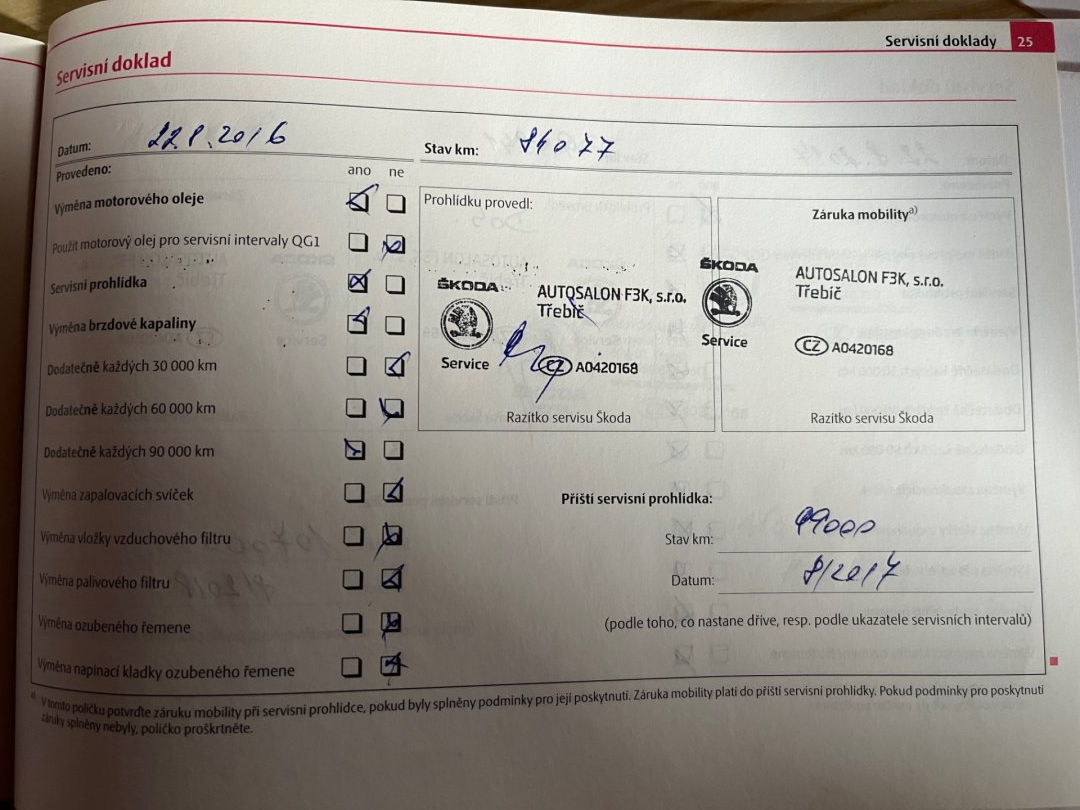 Servisní doklady 25
Servisní doklad
Datum: 22.8.2016 Stav km: 84077
Provedeno: ano ne
Výměna motorového oleje
Použit motorový olej pro servisní intervaly QG1
Servisní prohlídka
Výměna brzdové kapaliny
Dodatečně každých 30 000 km
Dodatečně každých 60 000 km
Dodatečně každých 90 000 km
Výměna zapalovacích svíček
Výměna vložky vzduchového filtru
Výměna palivového filtru
Výměna ozubeného řemene
Výměna napínací kladky ozubeného řemene
Prohlídku provedl:
ŠKODA
AUTOSALON F3K, s.r.o.
Třebíč
Service
CZ A0420168
Razítko servisu Škoda
Záruka mobility a)
ŠKODA
AUTOSALON F3K, s.r.o.
Třebíč
Service
CZ A0420168
Razítko servisu Škoda
Příští servisní prohlídka:
Stav km: 99000
Datum: 8/2017
(podle toho, co nastane dříve, resp. podle ukazatele servisních intervalů)
a) V tomto políčku potvrďte záruku mobility při servisní prohlídce, pokud byly splněny podmínky pro její poskytnutí. Záruka mobility platí do příští servisní prohlídky. Pokud podmínky pro poskytnutí
záruky splněny nebyly, políčko proškrtněte.